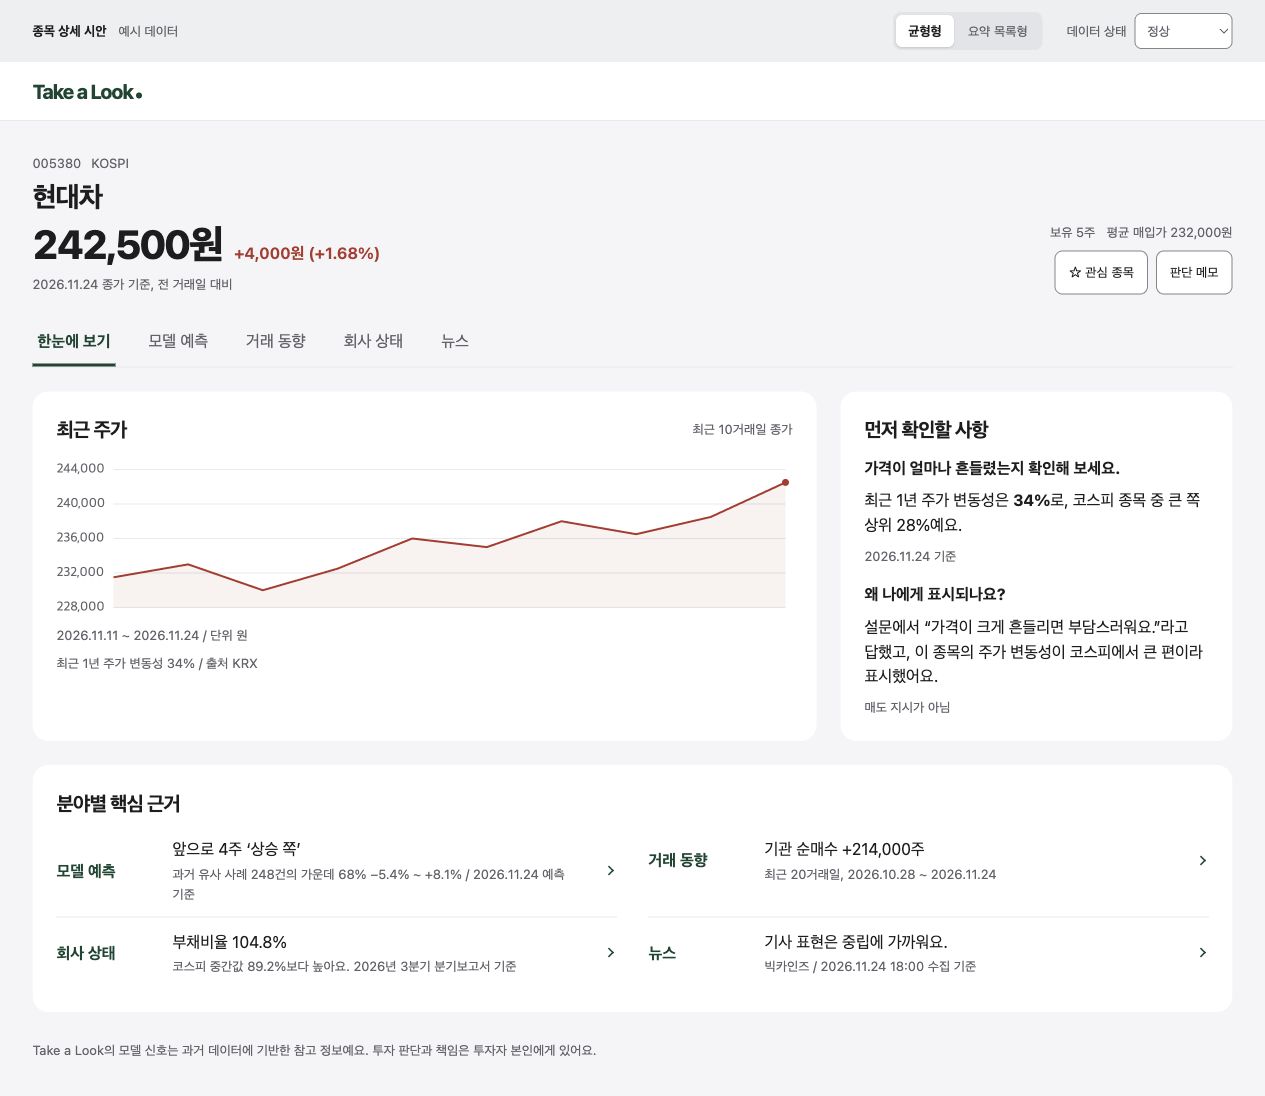 종목 상세 시안 예시 데이터
균형형 요약 목록형 데이터 상태 정상
Take a Look.
005380 KOSPI
현대차
242,500원 +4,000원 (+1.68%)
2026.11.24 종가 기준, 전 거래일 대비
보유 5주 평균 매입가 232,000원
☆ 관심 종목 판단 메모
한눈에 보기 모델 예측 거래 동향 회사 상태 뉴스
최근 주가 최근 10거래일 종가
244,000
240,000
236,000
232,000
228,000
2026.11.11 ~ 2026.11.24 / 단위 원
최근 1년 주가 변동성 34% / 출처 KRX
먼저 확인할 사항
가격이 얼마나 흔들렸는지 확인해 보세요.
최근 1년 주가 변동성은 34%로, 코스피 종목 중 큰 쪽
상위 28%예요.
2026.11.24 기준
왜 나에게 표시되나요?
설문에서 “가격이 크게 흔들리면 부담스러워요.”라고
답했고, 이 종목의 주가 변동성이 코스피에서 큰 편이라
표시했어요.
매도 지시가 아님
분야별 핵심 근거
모델 예측
앞으로 4주 ‘상승 쪽’
과거 유사 사례 248건의 가운데 68% −5.4% ~ +8.1% / 2026.11.24 예측
기준
거래 동향
기관 순매수 +214,000주
최근 20거래일, 2026.10.28 ~ 2026.11.24
회사 상태
부채비율 104.8%
코스피 중간값 89.2%보다 높아요. 2026년 3분기 분기보고서 기준
뉴스
기사 표현은 중립에 가까워요.
빅카인즈 / 2026.11.24 18:00 수집 기준
Take a Look의 모델 신호는 과거 데이터에 기반한 참고 정보예요. 투자 판단과 책임은 투자자 본인에게 있어요.